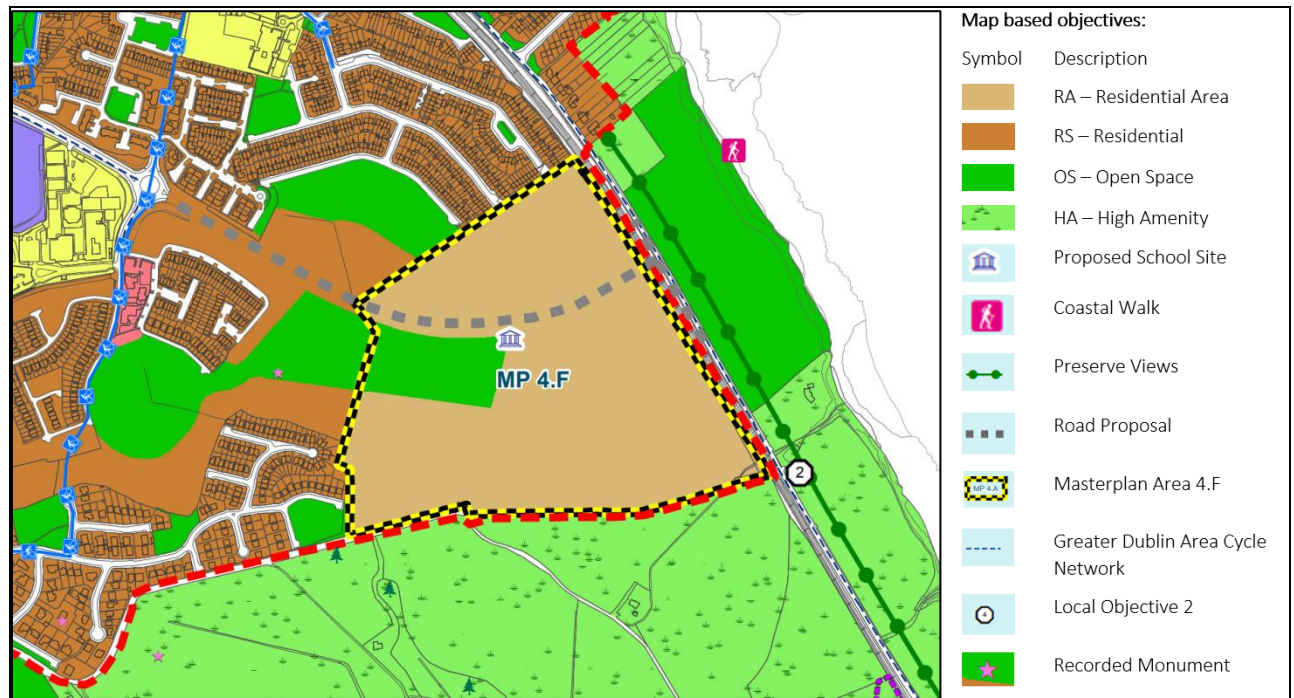 Map based objectives:
Symbol Description
RA – Residential Area
RS – Residential
OS – Open Space
HA – High Amenity
Proposed School Site
Coastal Walk
Preserve Views
Road Proposal
MP 4.A
Masterplan Area 4.F
Greater Dublin Area Cycle
Network
4
Local Objective 2
Recorded Monument
MP 4.F
2